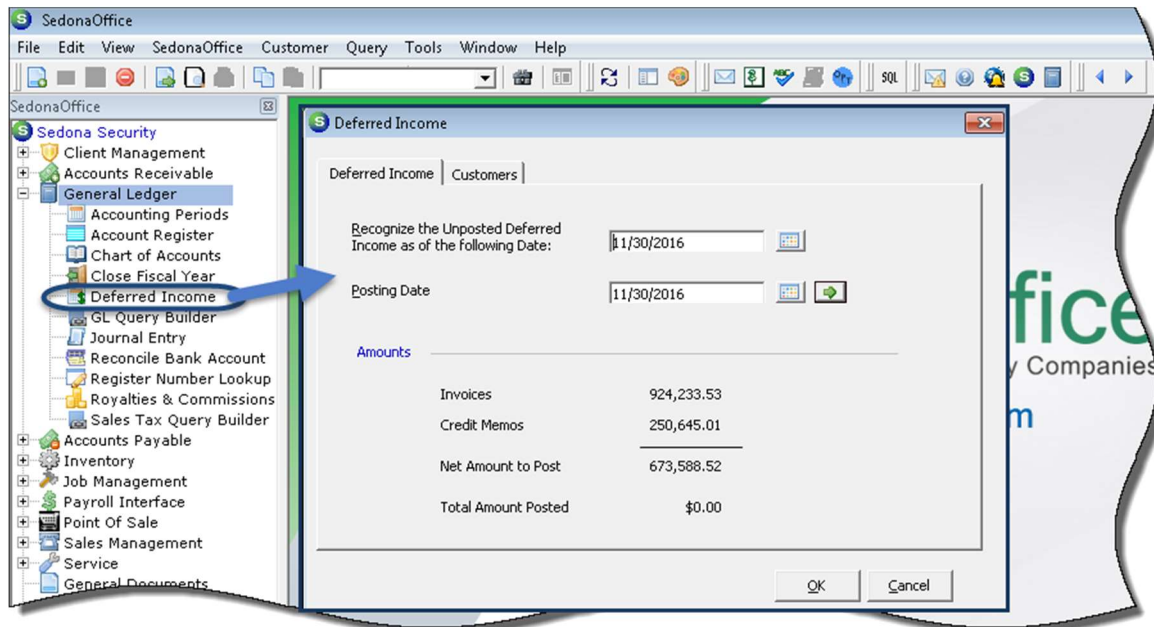 SedonaOffice
File Edit View SedonaOffice Customer Query Tools Window Help
SQL
SedonaOffice
Sedona Security
Client Management
Accounts Receivable
General Ledger
Accounting Periods
Account Register
Chart of Accounts
Close Fiscal Year
Deferred Income
GL Query Builder
Journal Entry
Reconcile Bank Account
Register Number Lookup
Royalties & Commissions
Sales Tax Query Builder
Accounts Payable
Inventory
Job Management
Payroll Interface
Point Of Sale
Sales Management
Service
General Documents
Deferred Income
Deferred Income Customers
Recognize the Unposted Deferred
Income as of the following Date: 11/30/2016
Posting Date 11/30/2016
Amounts
Invoices 924,233.53
Credit Memos 250,645.01
Net Amount to Post 673,588.52
Total Amount Posted $0.00
OK Cancel
fice
y Companies
m